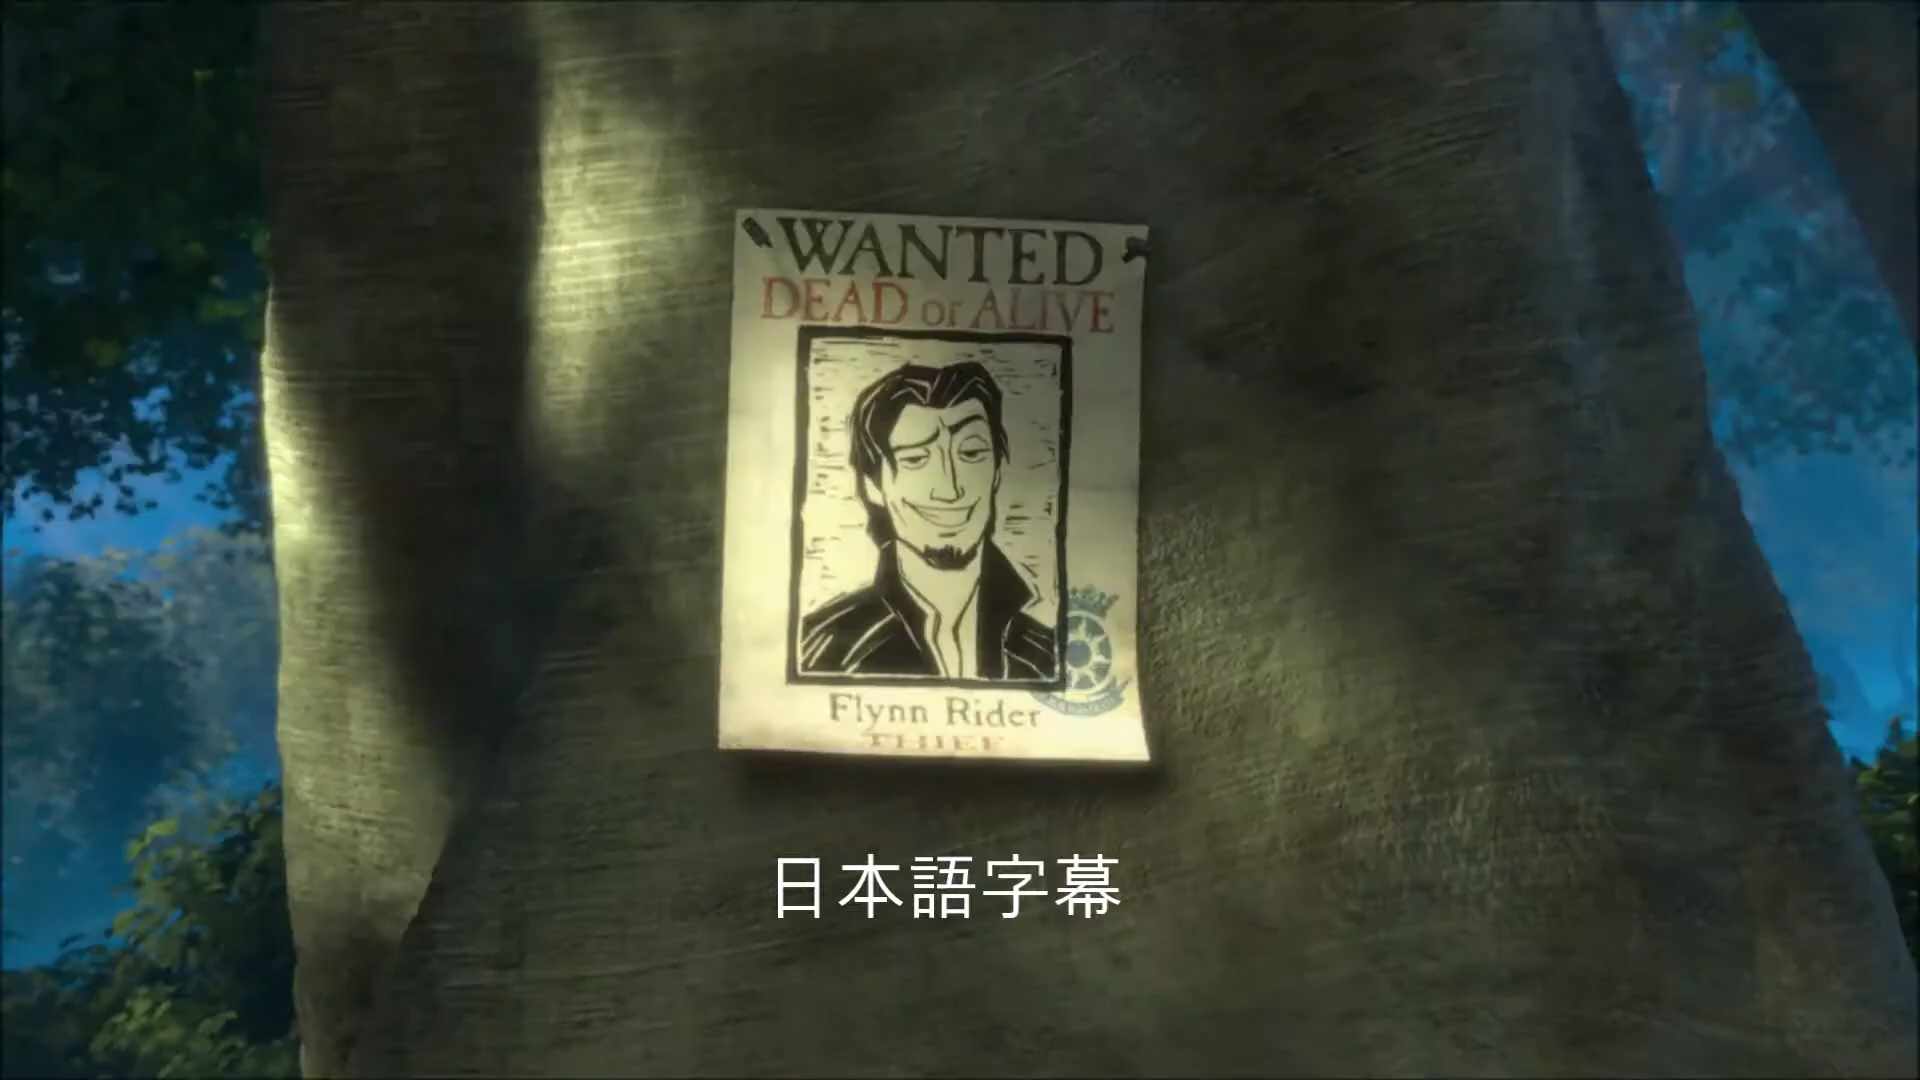 WANTED
DEAD or ALIVE
Flynn Rider
THIEF
日本語字幕